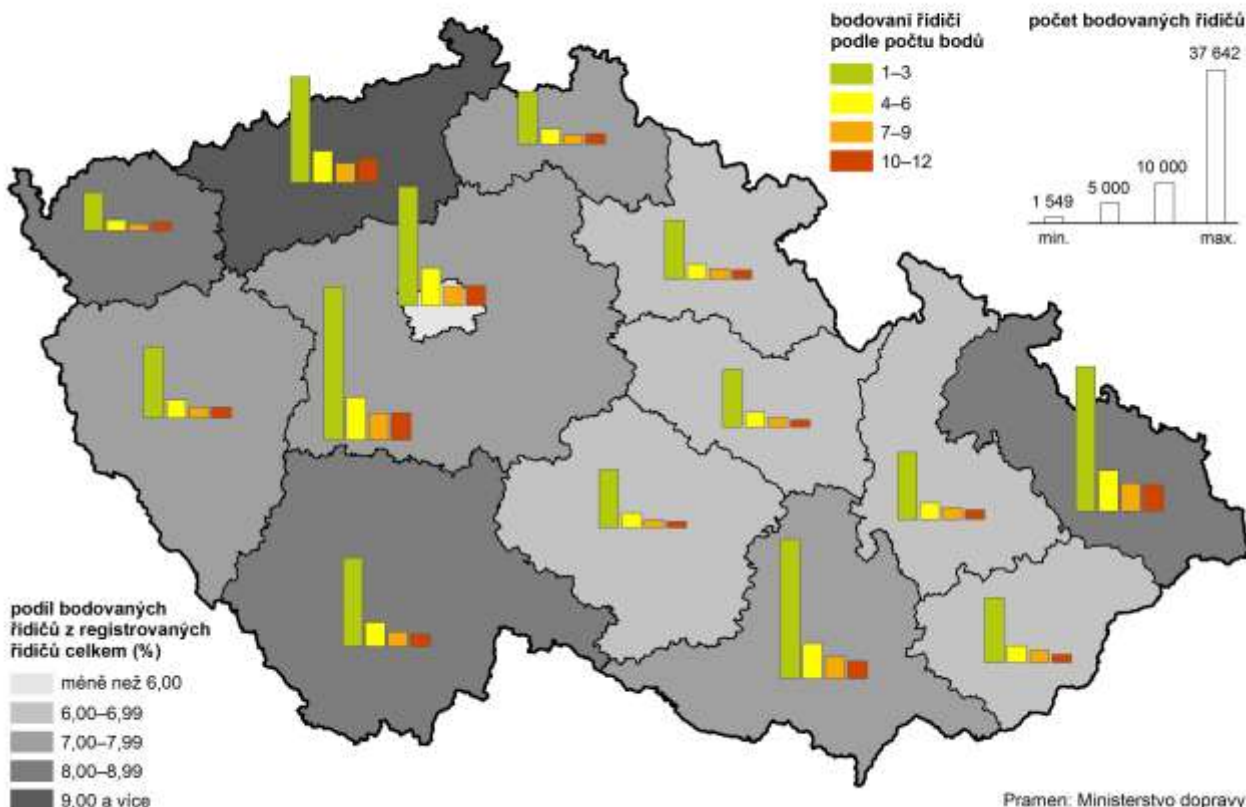 bodovaní řidiči
podle počtu bodů
1–3
4–6
7–9
10–12
počet bodovaných řidičů
37 642
10 000
5 000
1 549
min.
max.
podíl bodovaných
řidičů z registrovaných
řidičů celkem (%)
méně než 6,00
6,00–6,99
7,00–7,99
8,00–8,99
9,00 a více
Pramen: Ministerstvo dopravy